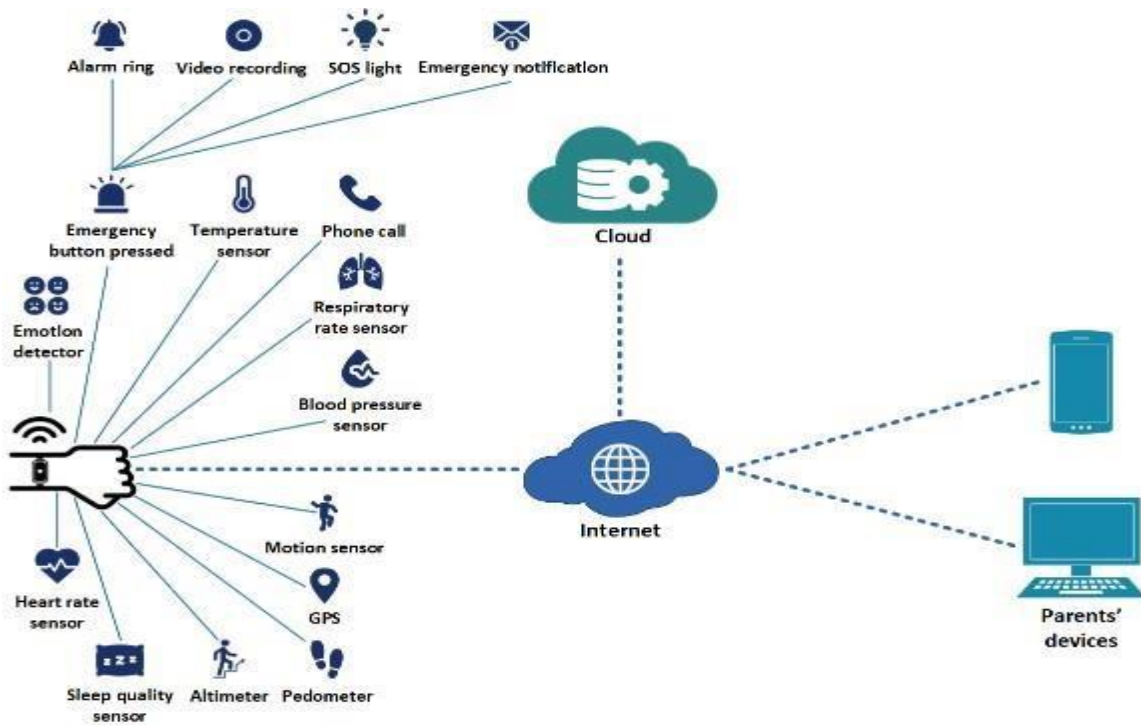 Alarm ring
Video recording
SOS light
Emergency notification
Emergency
button pressed
Temperature
sensor
Phone call
Cloud
Emotion
detector
Respiratory
rate sensor
Blood pressure
sensor
Internet
Motion sensor
Heart rate
sensor
GPS
Sleep quality
sensor
z z z
Altimeter
Pedometer
Parents'
devices
1